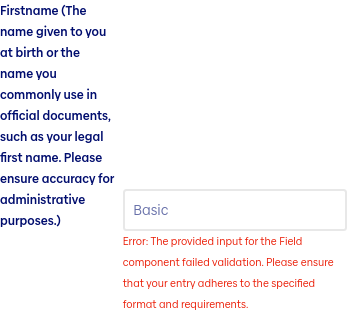 Firstname (The
name given to you
at birth or the
name you
commonly use in
official documents,
such as your legal
first name. Please
ensure accuracy for
administrative
purposes.)
Basic
Error: The provided input for the Field
component failed validation. Please ensure
that your entry adheres to the specified
format and requirements.